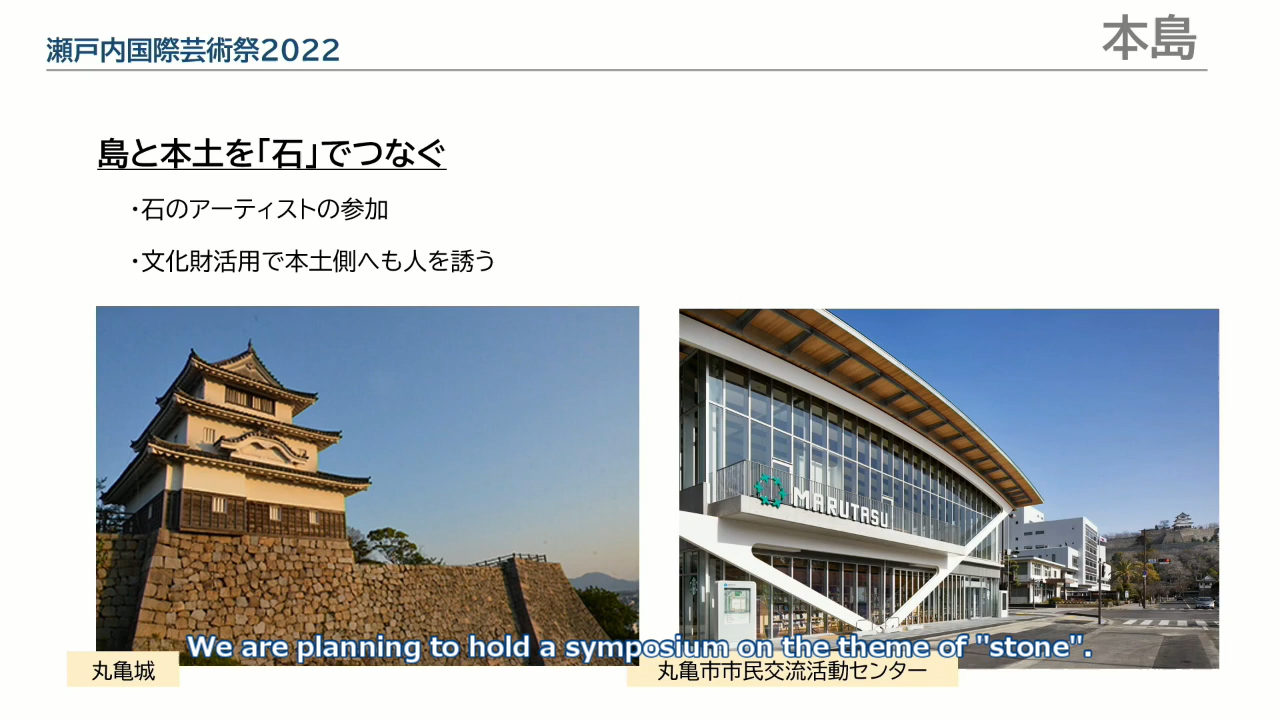 瀬戸内国際芸術祭2022
本島
島と本土を「石」でつなぐ
・石のアーティストの参加
・文化財活用で本土側へも人を誘う
MARUTASU
We are planning to hold a symposium on the theme of "stone".
丸亀城
丸亀市市民交流活動センター